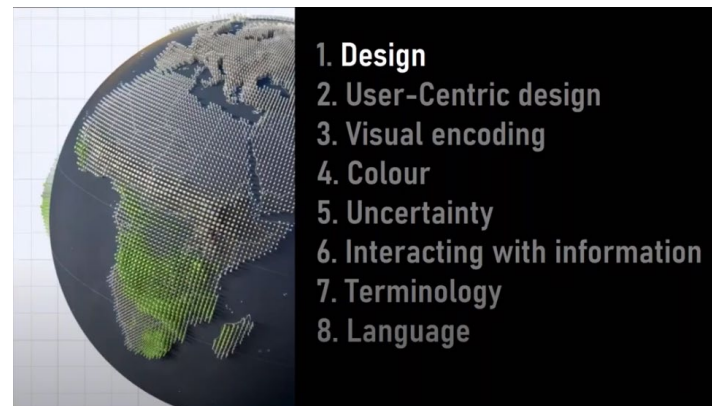 1. Design
2. User-Centric design
3. Visual encoding
4. Colour
5. Uncertainty
6. Interacting with information
7. Terminology
8. Language